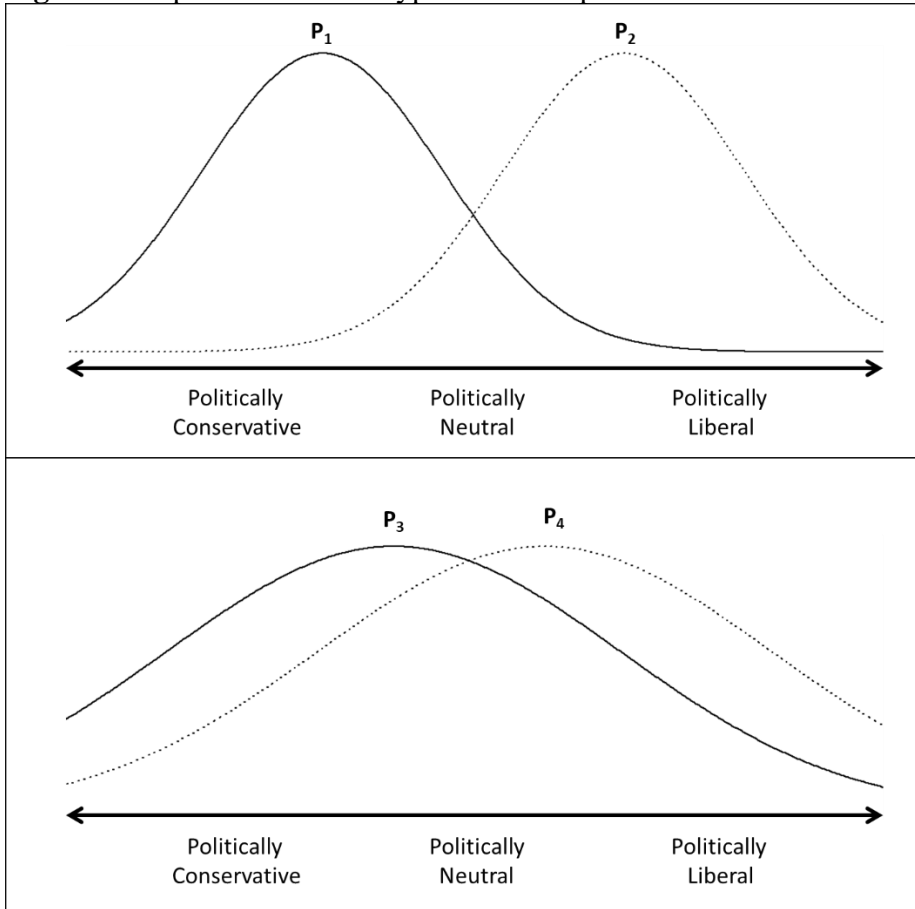 P₁ P₂
Politically Politically Politically
Conservative Neutral Liberal
P₃ P₄
Politically Politically Politically
Conservative Neutral Liberal